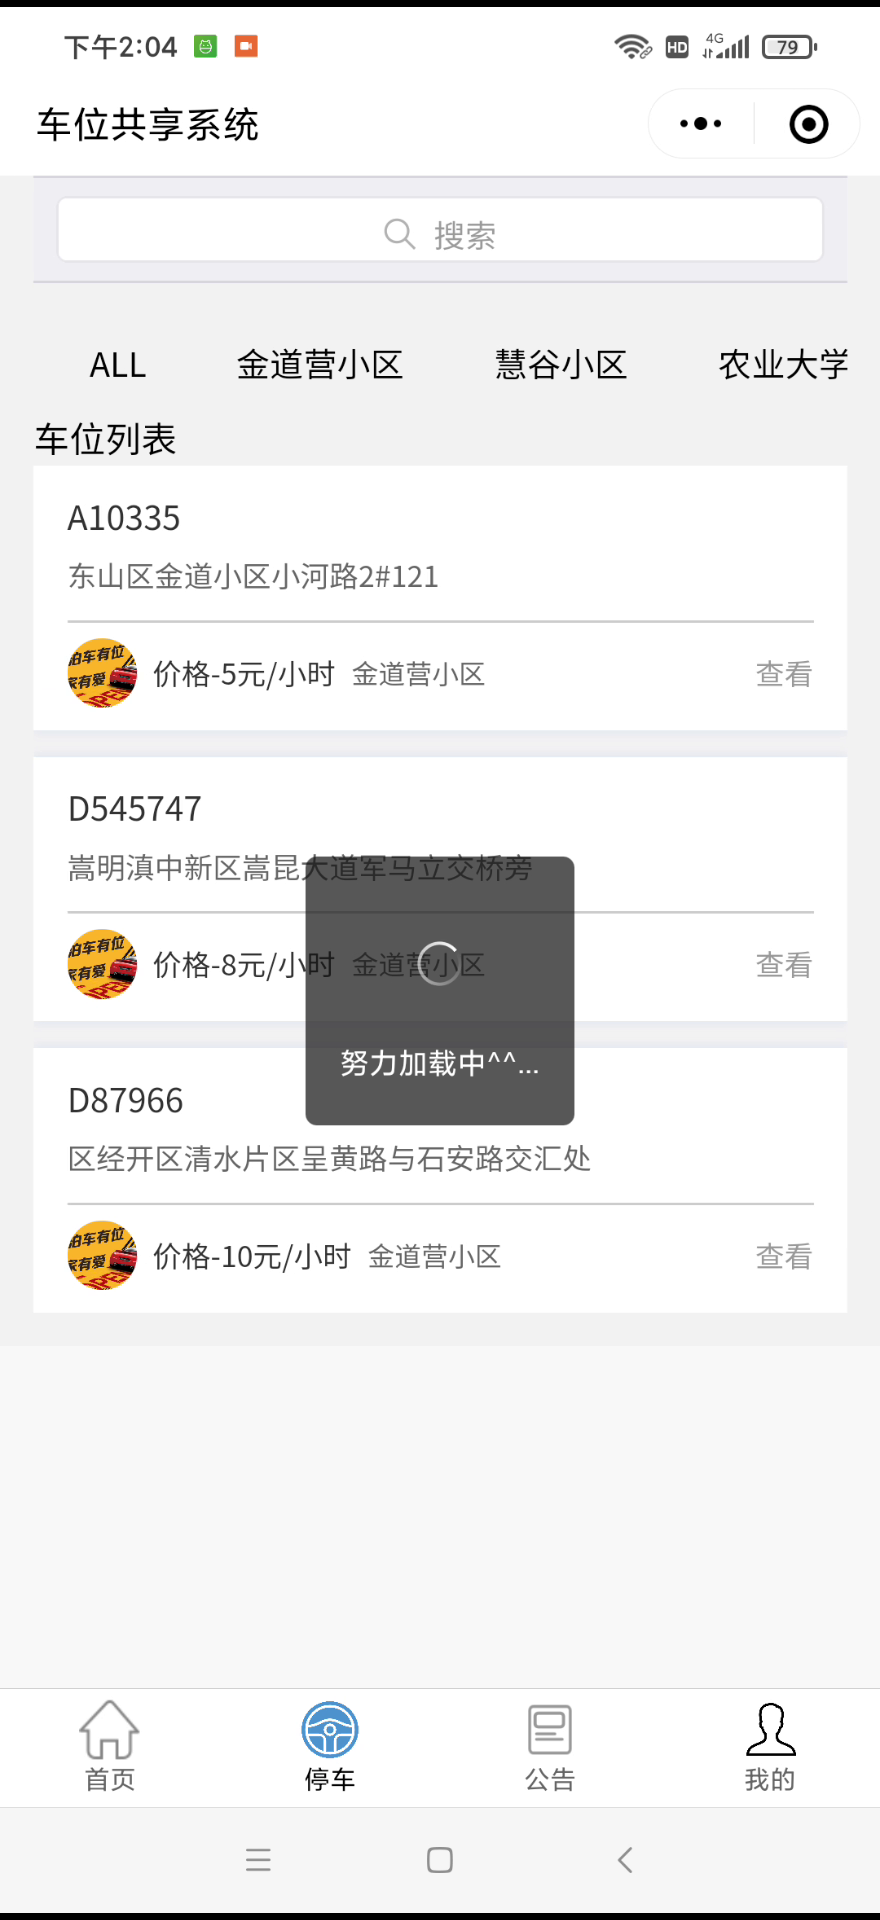 下午2:04
HD 4G 79
车位共享系统
搜索
ALL 金道营小区 慧谷小区 农业大学
车位列表
A10335
东山区金道小区小河路2#121
泊车有位
家有爱
价格-5元/小时 金道营小区 查看
D545747
嵩明滇中新区嵩昆大道军马立交桥旁
泊车有位
家有爱
价格-8元/小时 金道营小区 查看
努力加载中^^...
D87966
区经开区清水片区呈黄路与石安路交汇处
泊车有位
家有爱
价格-10元/小时 金道营小区 查看
首页 停车 公告 我的